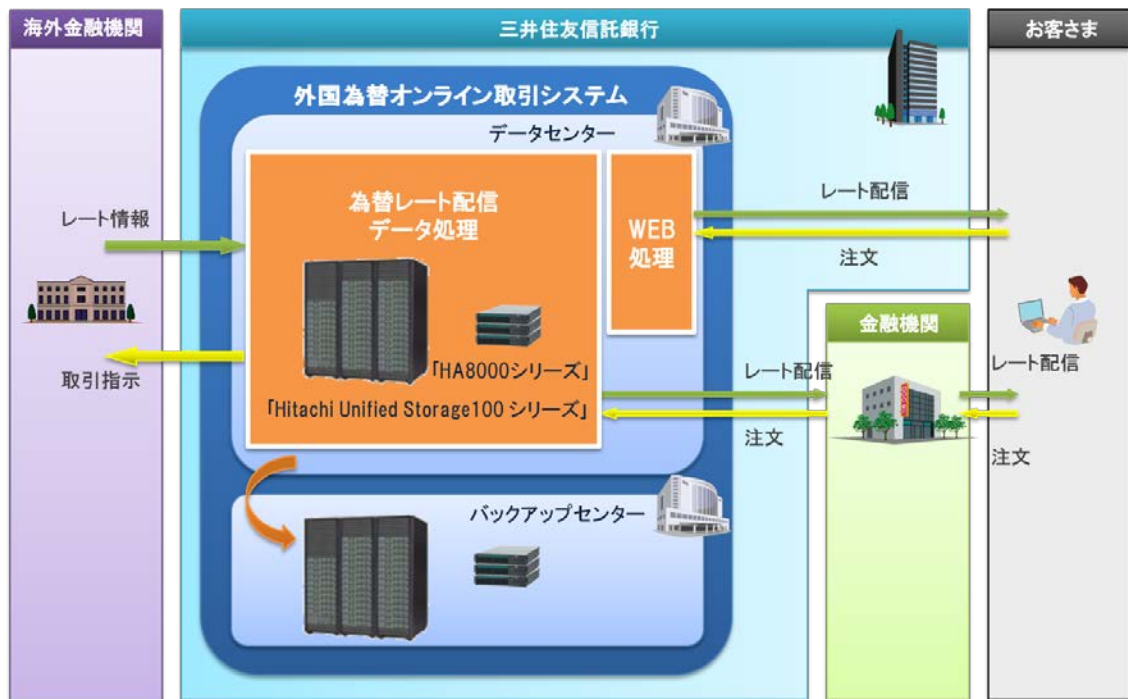 海外金融機関
三井住友信託銀行
お客さま
外国為替オンライン取引システム
データセンター
為替レート配信
データ処理
WEB
処理
レート情報
取引指示
「HA8000シリーズ」
「Hitachi Unified Storage100 シリーズ」
レート配信
注文
金融機関
レート配信
注文
レート配信
注文
バックアップセンター